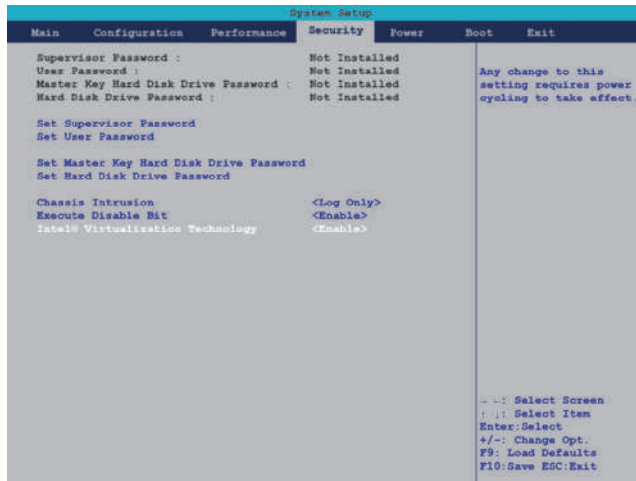 System Setup
Main Configuration Performance Security Power Boot Exit
Supervisor Password : Not Installed
User Password : Not Installed
Master Key Hard Disk Drive Password : Not Installed
Hard Disk Drive Password : Not Installed
Set Supervisor Password
Set User Password
Set Master Key Hard Disk Drive Password
Set Hard Disk Drive Password
Chassis Intrusion <Log Only>
Execute Disable Bit <Enable>
Intel® Virtualization Technology <Enable>
Any change to this
setting requires power
cycling to take effect.
→ ←: Select Screen
↑ ↓: Select Item
Enter:Select
+/-: Change Opt.
F9: Load Defaults
F10:Save ESC:Exit